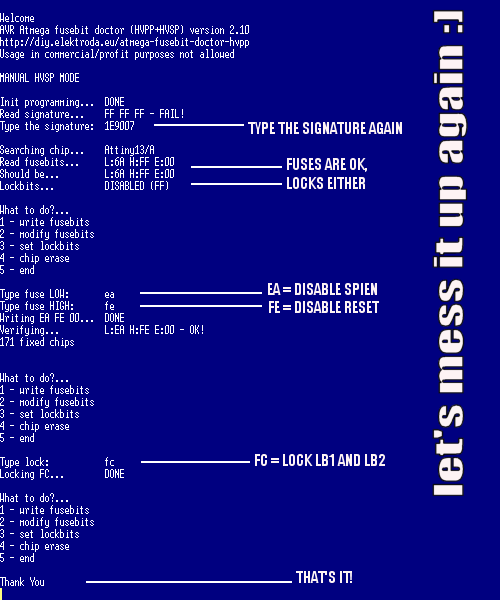 Welcome
AVR Atmega fusebit doctor (HVPP+HVSP) version 2.10
http://diy.elektroda.eu/atmega-fusebit-doctor-hvpp
Usage in commercial/profit purposes not allowed
MANUAL HVSP MODE
Init programming... DONE
Read signature... FF FF FF - FAIL!
Type the signature: 1E9007 TYPE THE SIGNATURE AGAIN
Searching chip... Attiny13/A
Read fusebits... L:6A H:FF E:00 FUSES ARE OK,
Should be... L:6A H:FF E:00
Lockbits... DISABLED (FF) LOCKS EITHER
What to do?...
1 - write fusebits
2 - modify fusebits
3 - set lockbits
4 - chip erase
5 - end
Type fuse LOW: ea EA = DISABLE SPIEN
Type fuse HIGH: fe FE = DISABLE RESET
Writing EA FE 00... DONE
Verifying... L:EA H:FE E:00 - OK!
171 fixed chips
What to do?...
1 - write fusebits
2 - modify fusebits
3 - set lockbits
4 - chip erase
5 - end
Type lock: fc FC = LOCK LB1 AND LB2
Locking FC... DONE
What to do?...
1 - write fusebits
2 - modify fusebits
3 - set lockbits
4 - chip erase
5 - end
Thank You THAT'S IT!
let's mess it up again :]